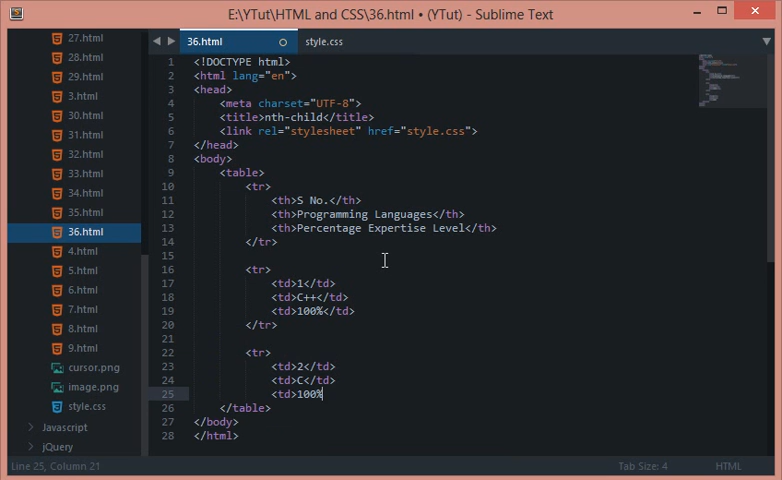 E:\YTut\HTML and CSS\36.html • (YTut) - Sublime Text
27.html
28.html
29.html
3.html
30.html
31.html
32.html
33.html
34.html
35.html
36.html
4.html
5.html
6.html
7.html
8.html
9.html
cursor.png
image.png
style.css
Javascript
jQuery
36.html
style.css
1 <!DOCTYPE html>
2 <html lang="en">
3 <head>
4 <meta charset="UTF-8">
5 <title>nth-child</title>
6 <link rel="stylesheet" href="style.css">
7 </head>
8 <body>
9 <table>
10 <tr>
11 <th>S No.</th>
12 <th>Programming Languages</th>
13 <th>Percentage Expertise Level</th>
14 </tr>
15
16 <tr>
17 <td>1</td>
18 <td>C++</td>
19 <td>100%</td>
20 </tr>
21
22 <tr>
23 <td>2</td>
24 <td>C</td>
25 <td>100%
26 </table>
27 </body>
28 </html>
Line 25, Column 21
Tab Size: 4
HTML